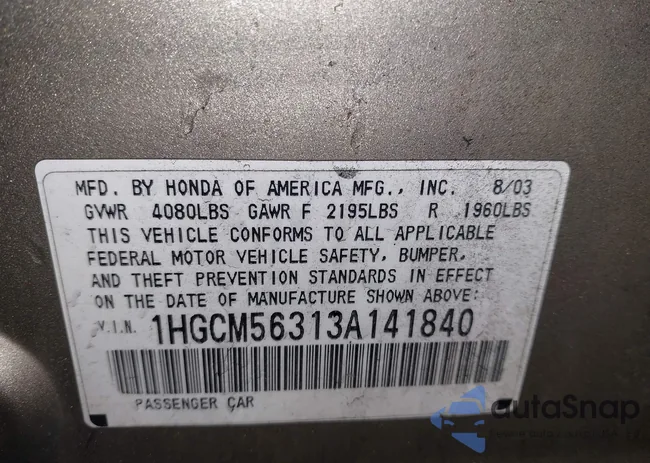 MFD. BY HONDA OF AMERICA MFG., INC. 8/03
GVWR 4080LBS GAWR F 2195LBS R 1960LBS
THIS VEHICLE CONFORMS TO ALL APPLICABLE
FEDERAL MOTOR VEHICLE SAFETY, BUMPER,
AND THEFT PREVENTION STANDARDS IN EFFECT
ON THE DATE OF MANUFACTURE SHOWN ABOVE:
V.I.N. 1HGCM56313A141840
PASSENGER CAR
autaSnap